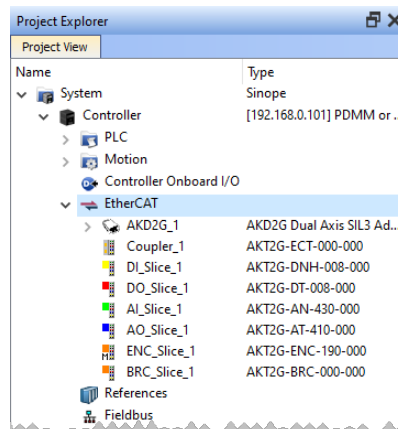 Project Explorer
Project View
Name Type
System Sinope
Controller [192.168.0.101] PDMM or ...
PLC
Motion
Controller Onboard I/O
EtherCAT
AKD2G_1 AKD2G Dual Axis SIL3 Ad...
Coupler_1 AKT2G-ECT-000-000
DI_Slice_1 AKT2G-DNH-008-000
DO_Slice_1 AKT2G-DT-008-000
AI_Slice_1 AKT2G-AN-430-000
AO_Slice_1 AKT2G-AT-410-000
ENC_Slice_1 AKT2G-ENC-190-000
BRC_Slice_1 AKT2G-BRC-000-000
References
Fieldbus